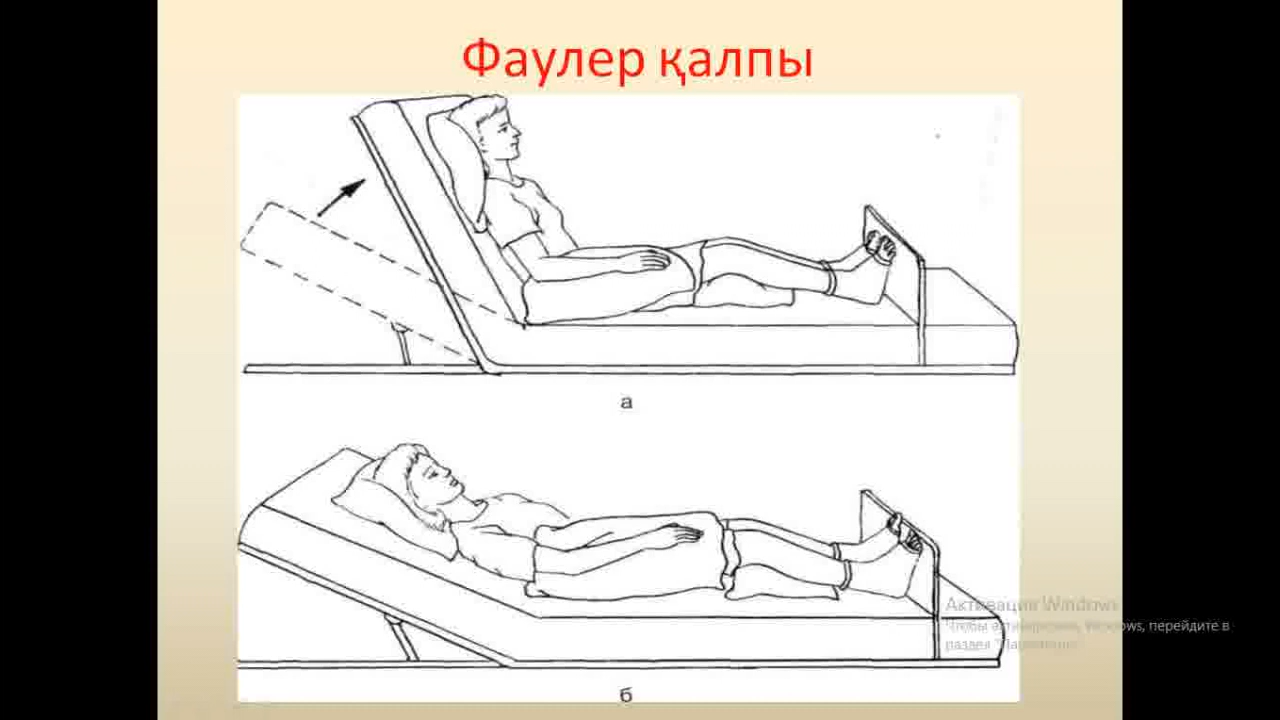 Фаулер қалпы
а
б
Активация Windows
Чтобы активировать Windows, перейдите в
раздел "Параметры".